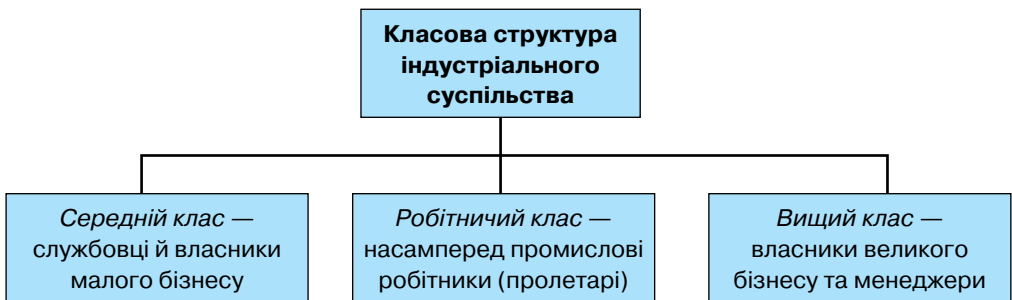 Класова структура
індустріального
суспільства
Середній клас —
службовці й власники
малого бізнесу
Робітничий клас —
насамперед промислові
робітники (пролетарі)
Вищий клас —
власники великого
бізнесу та менеджери